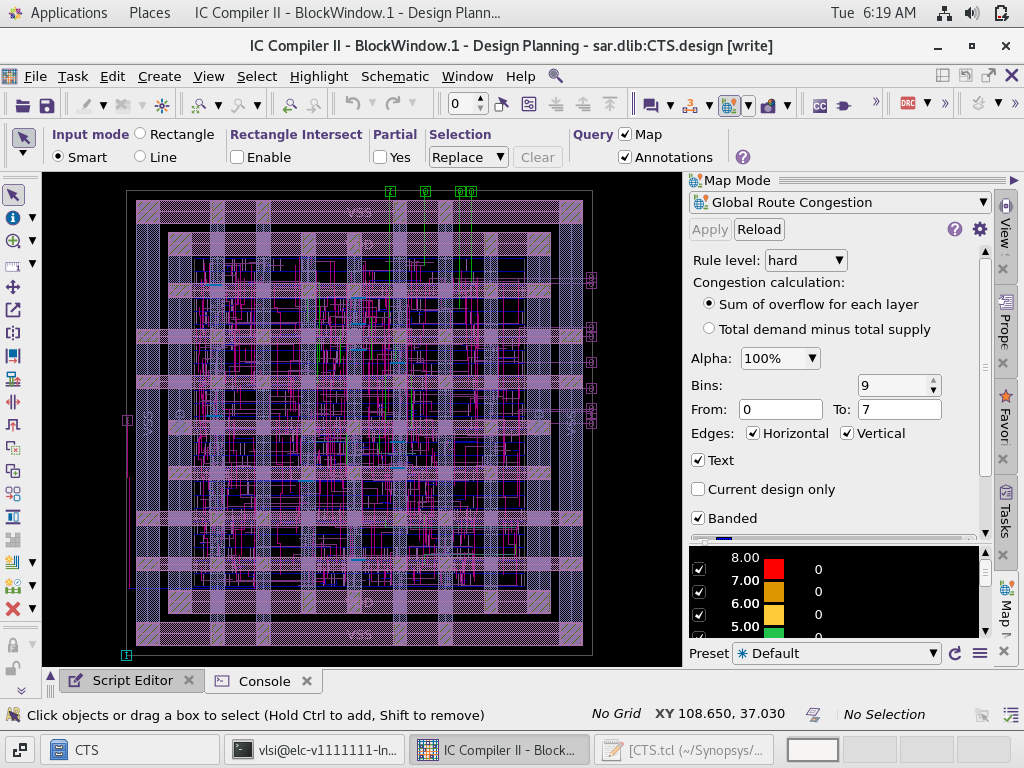 Applications Places IC Compiler II - BlockWindow.1 - Design Plann... Tue 6:19 AM
IC Compiler II - BlockWindow.1 - Design Planning - sar.dlib:CTS.design [write]
File Task Edit Create View Select Highlight Schematic Window Help
0 CC DRC
Input mode Rectangle Rectangle Intersect Partial Selection Query Map
Smart Line Enable Yes Replace Clear Annotations
Map Mode
Global Route Congestion
Apply Reload
Rule level: hard
Congestion calculation:
Sum of overflow for each layer
Total demand minus total supply
Alpha: 100%
Bins: 9
From: 0 To: 7
Edges: Horizontal Vertical
Text
Current design only
Banded
8.00
0
7.00
0
6.00
0
5.00
Preset Default
View
Prope
Favor
Tasks
Map
VSS
VSS
VSS
Script Editor Console
Click objects or drag a box to select (Hold Ctrl to add, Shift to remove) No Grid XY 108.650, 37.030 No Selection
CTS vlsi@elc-v1111111-ln... IC Compiler II - Block... [CTS.tcl (~/Synopsys/...